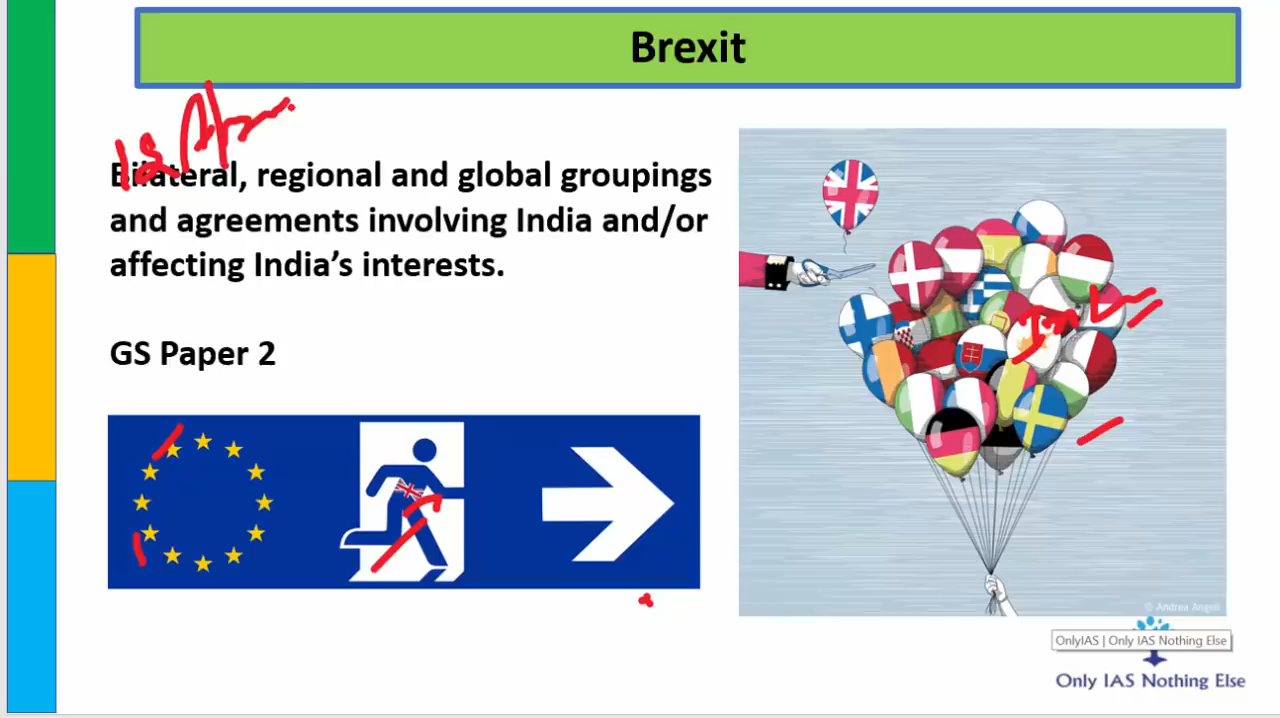 Brexit
Bilateral, regional and global groupings
and agreements involving India and/or
affecting India’s interests.
GS Paper 2
© Andrea Angeli
OnlyIAS | Only IAS Nothing Else
Only IAS Nothing Else